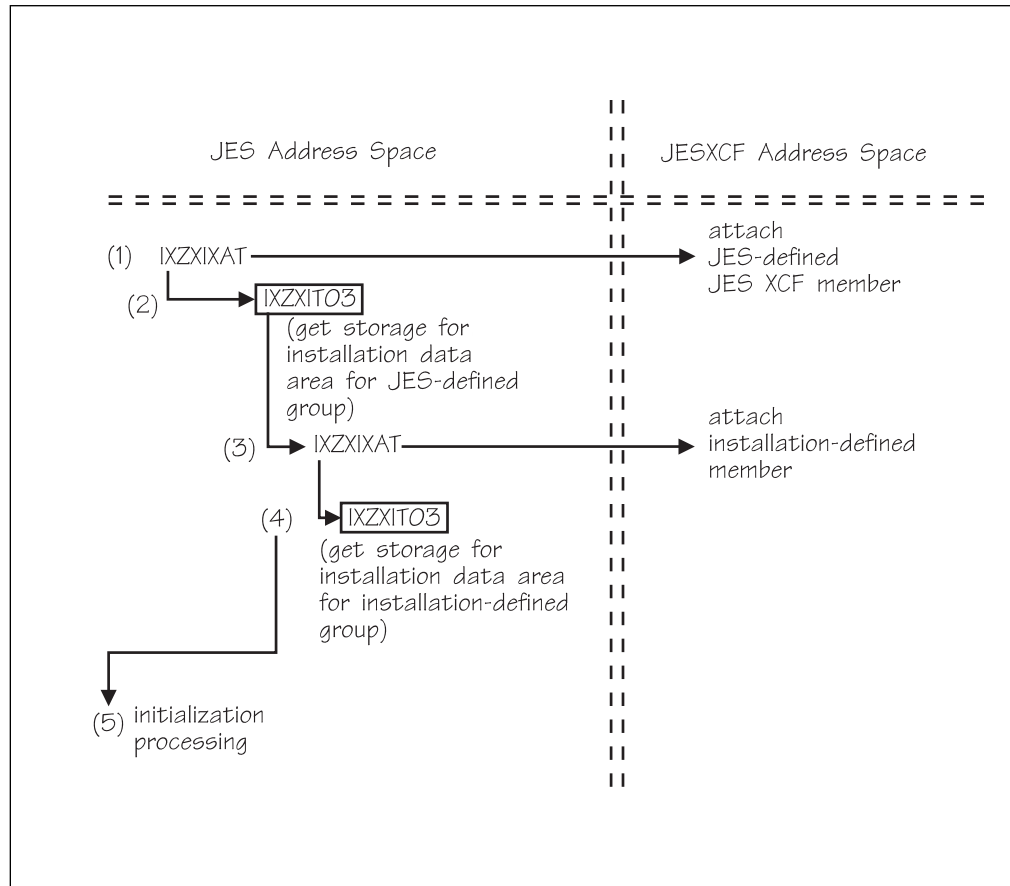 JES Address Space
JESXCF Address Space
(1) IXZXIXAT
attach
JES-defined
JES XCF member
(2) IXZXIT03
(get storage for
installation data
area for JES-defined
group)
(3) IXZXIXAT
attach
installation-defined
member
(4) IXZXIT03
(get storage for
installation data area
for installation-defined
group)
(5) initialization
processing